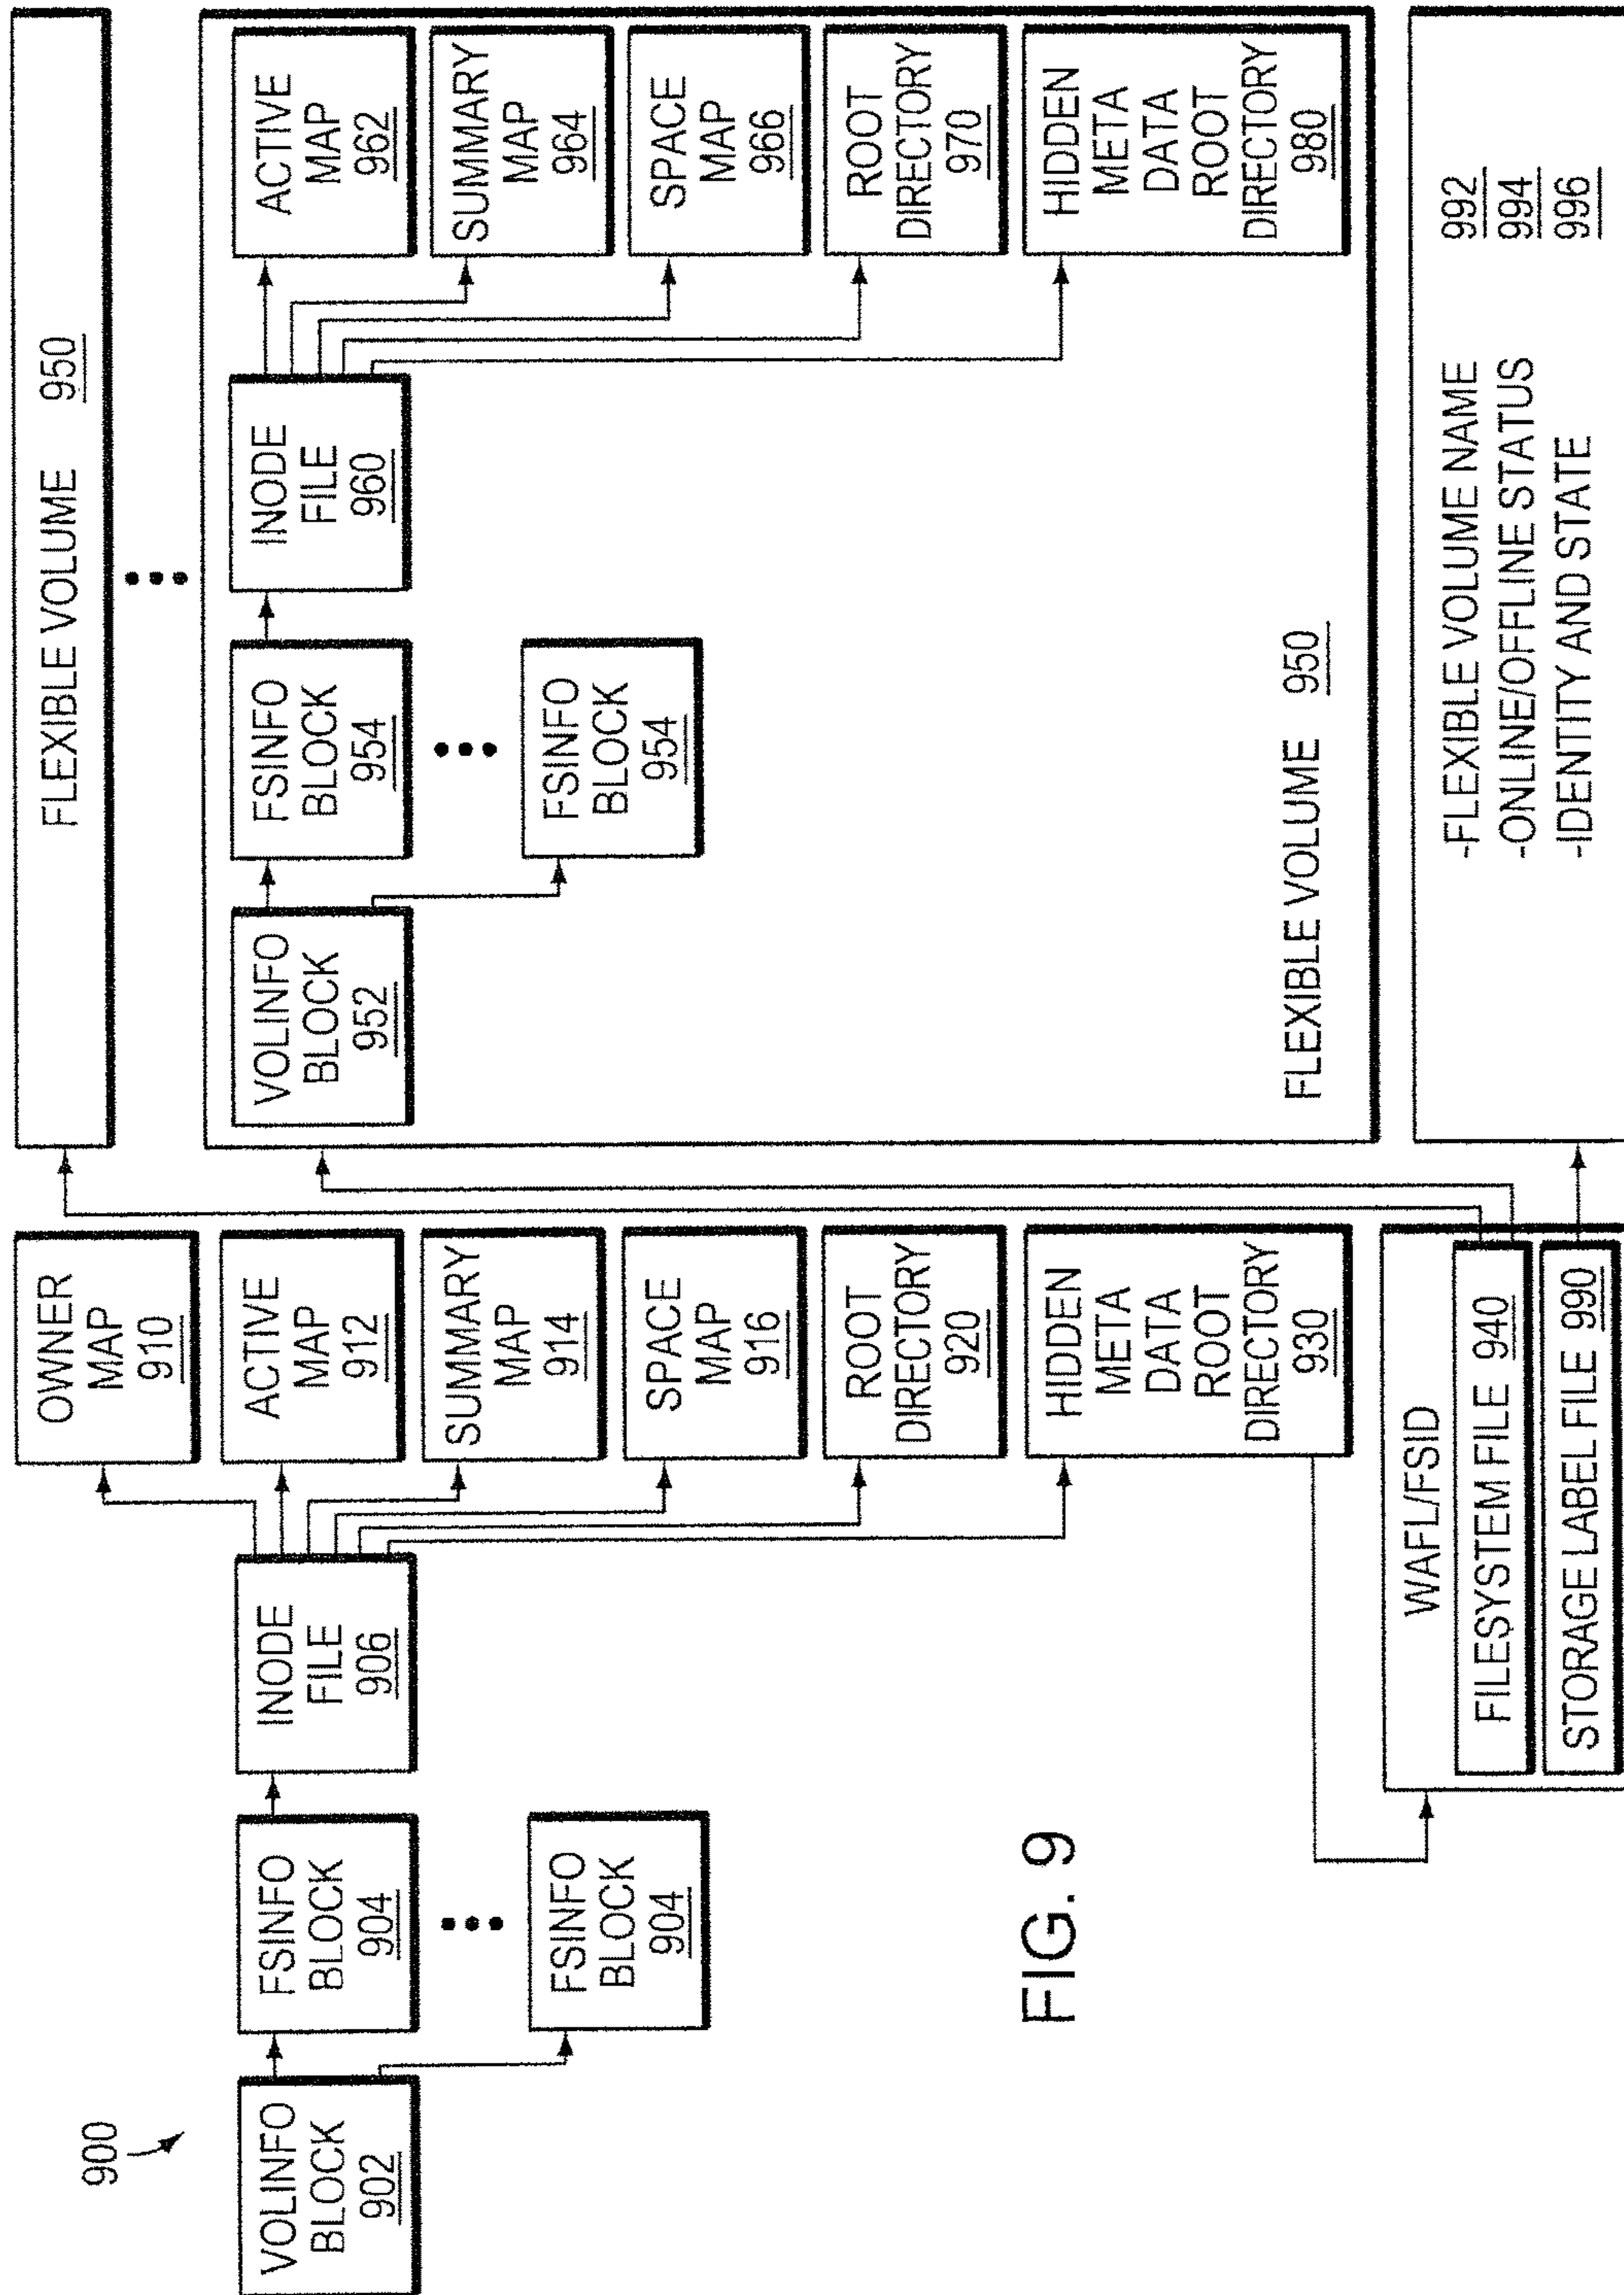 900
VOLINFO
BLOCK
902
FSINFO
BLOCK
904
FSINFO
BLOCK
904
INODE
FILE
906
OWNER
MAP
910
ACTIVE
MAP
912
SUMMARY
MAP
914
SPACE
MAP
916
ROOT
DIRECTORY
920
HIDDEN
META
DATA
ROOT
DIRECTORY
930
WAFL/FSID
FILESYSTEM FILE 940
STORAGE LABEL FILE 990
FLEXIBLE VOLUME 950
VOLINFO
BLOCK
952
FSINFO
BLOCK
954
FSINFO
BLOCK
954
INODE
FILE
960
ACTIVE
MAP
962
SUMMARY
MAP
964
SPACE
MAP
966
ROOT
DIRECTORY
970
HIDDEN
META
DATA
ROOT
DIRECTORY
980
FLEXIBLE VOLUME 950
-FLEXIBLE VOLUME NAME 992
-ONLINE/OFFLINE STATUS 994
-IDENTITY AND STATE 996
FIG. 9